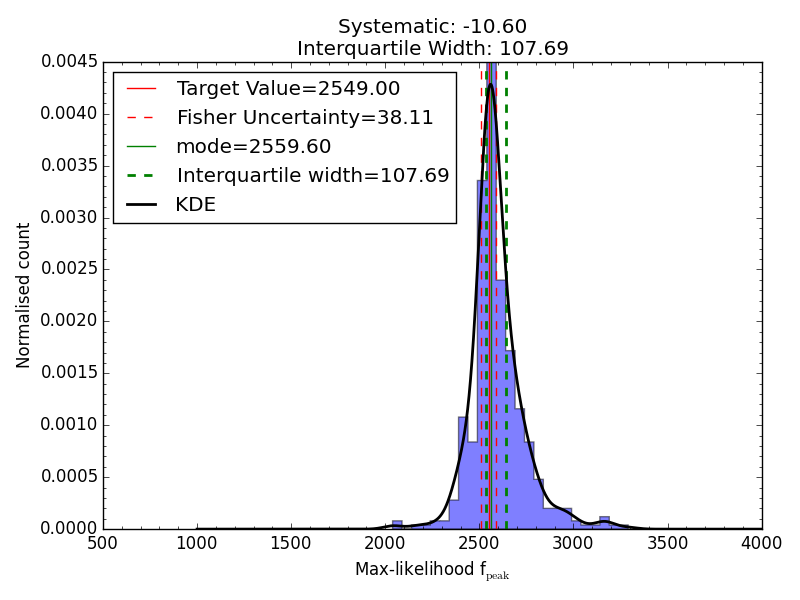 Systematic: -10.60
Interquartile Width: 107.69
Target Value=2549.00
Fisher Uncertainty=38.11
mode=2559.60
Interquartile width=107.69
KDE
Normalised count
0.0045
0.0040
0.0035
0.0030
0.0025
0.0020
0.0015
0.0010
0.0005
0.0000
500 1000 1500 2000 2500 3000 3500 4000
Max-likelihood f_peak